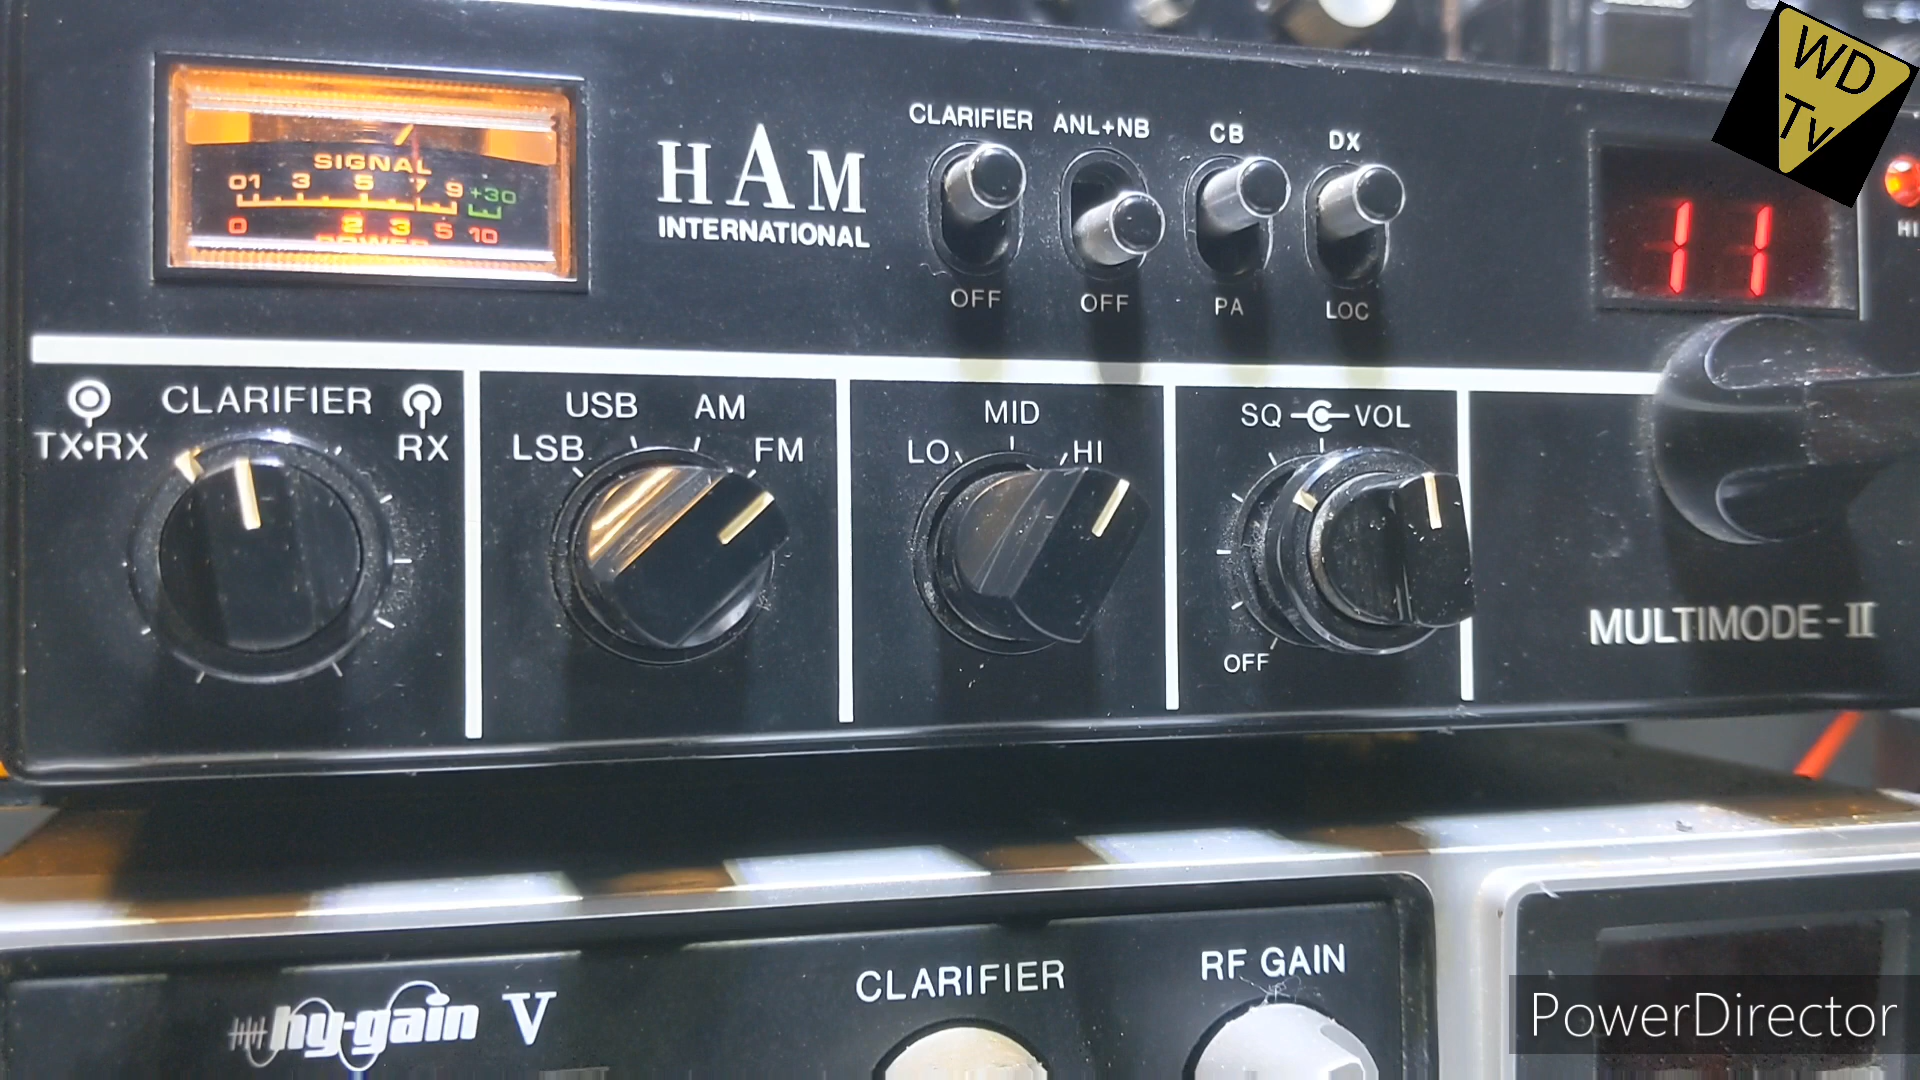 WD
TV
SIGNAL
01 3 5 7 9 +30
0 2 3 5 10
POWER
HAM
INTERNATIONAL
CLARIFIER ANL+NB CB DX
OFF OFF PA LOC
11
HI
TX•RX CLARIFIER RX
LSB USB AM FM
LO MID HI
SQ VOL
OFF
MULTIMODE-II
hy-gain V
CLARIFIER
RF GAIN
PowerDirector